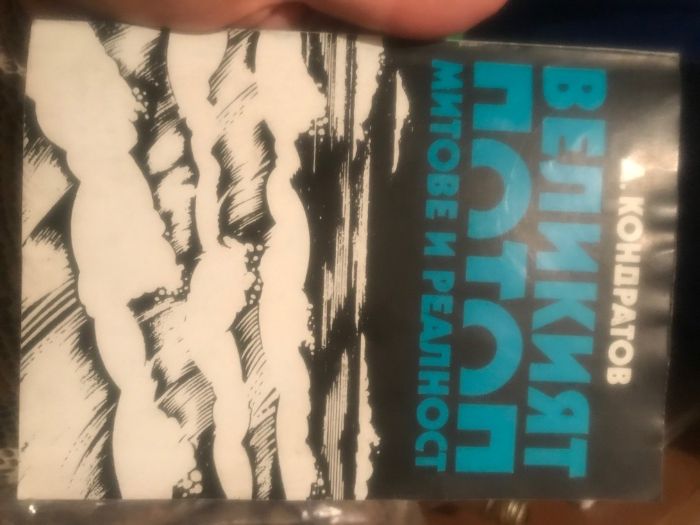 А. КОНДРАТОВ
ВЕЛИКИЯТ
ПОТОП
МИТОВЕ И РЕАЛНОСТ